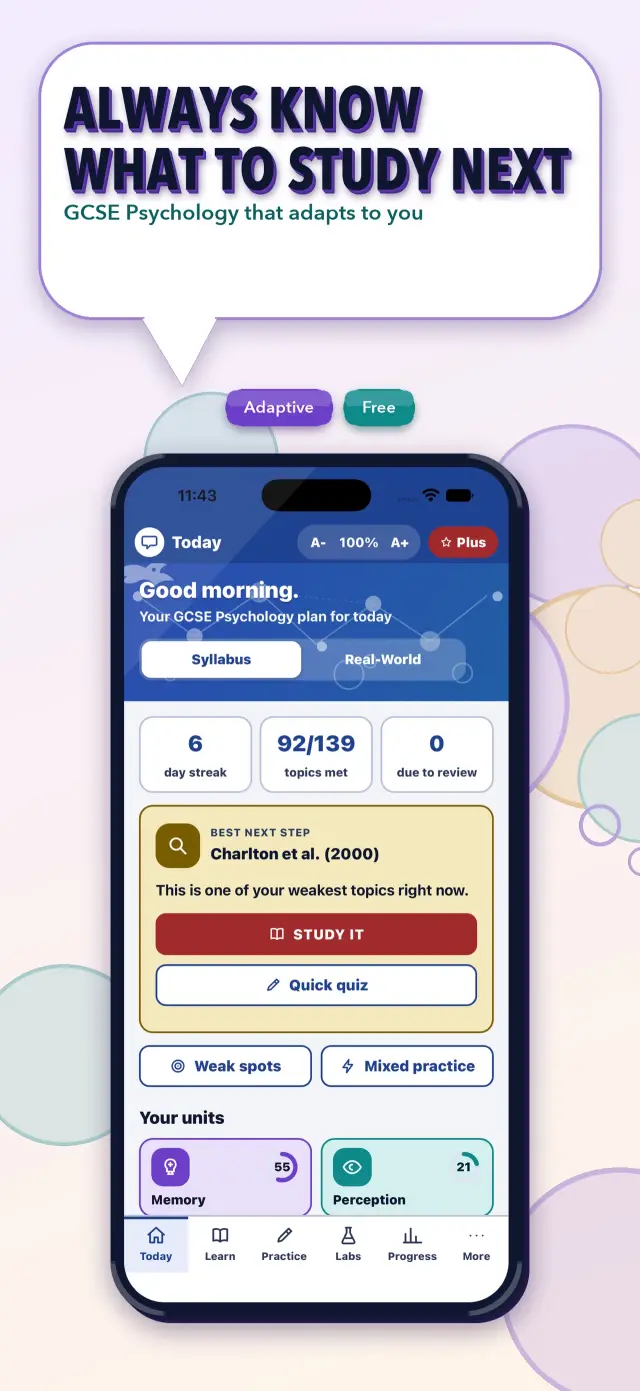 ALWAYS KNOW
WHAT TO STUDY NEXT
GCSE Psychology that adapts to you
Adaptive
Free
11:43
Today
A- 100% A+
Plus
Good morning.
Your GCSE Psychology plan for today
Syllabus
Real-World
6
day streak
92/139
topics met
0
due to review
BEST NEXT STEP
Charlton et al. (2000)
This is one of your weakest topics right now.
STUDY IT
Quick quiz
Weak spots
Mixed practice
Your units
55
Memory
21
Perception
Today
Learn
Practice
Labs
Progress
More